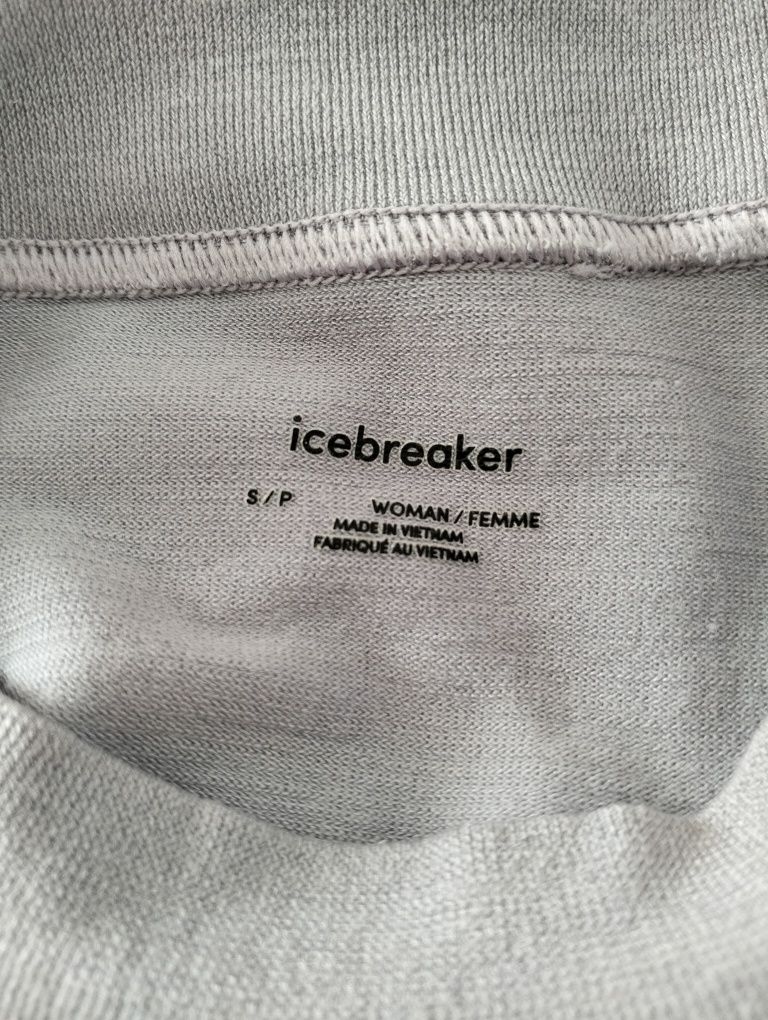 icebreaker
S / P WOMAN / FEMME
MADE IN VIETNAM
FABRIQUÉ AU VIETNAM